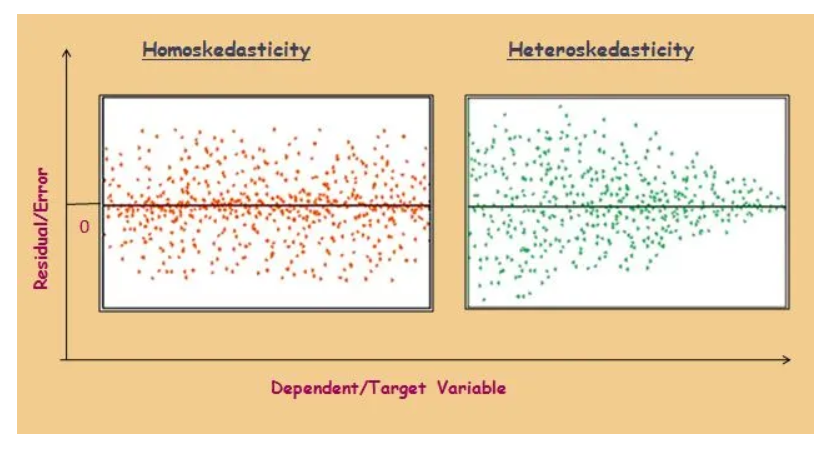 Homoskedasticity
Heteroskedasticity
Residual/Error
0
Dependent/Target Variable